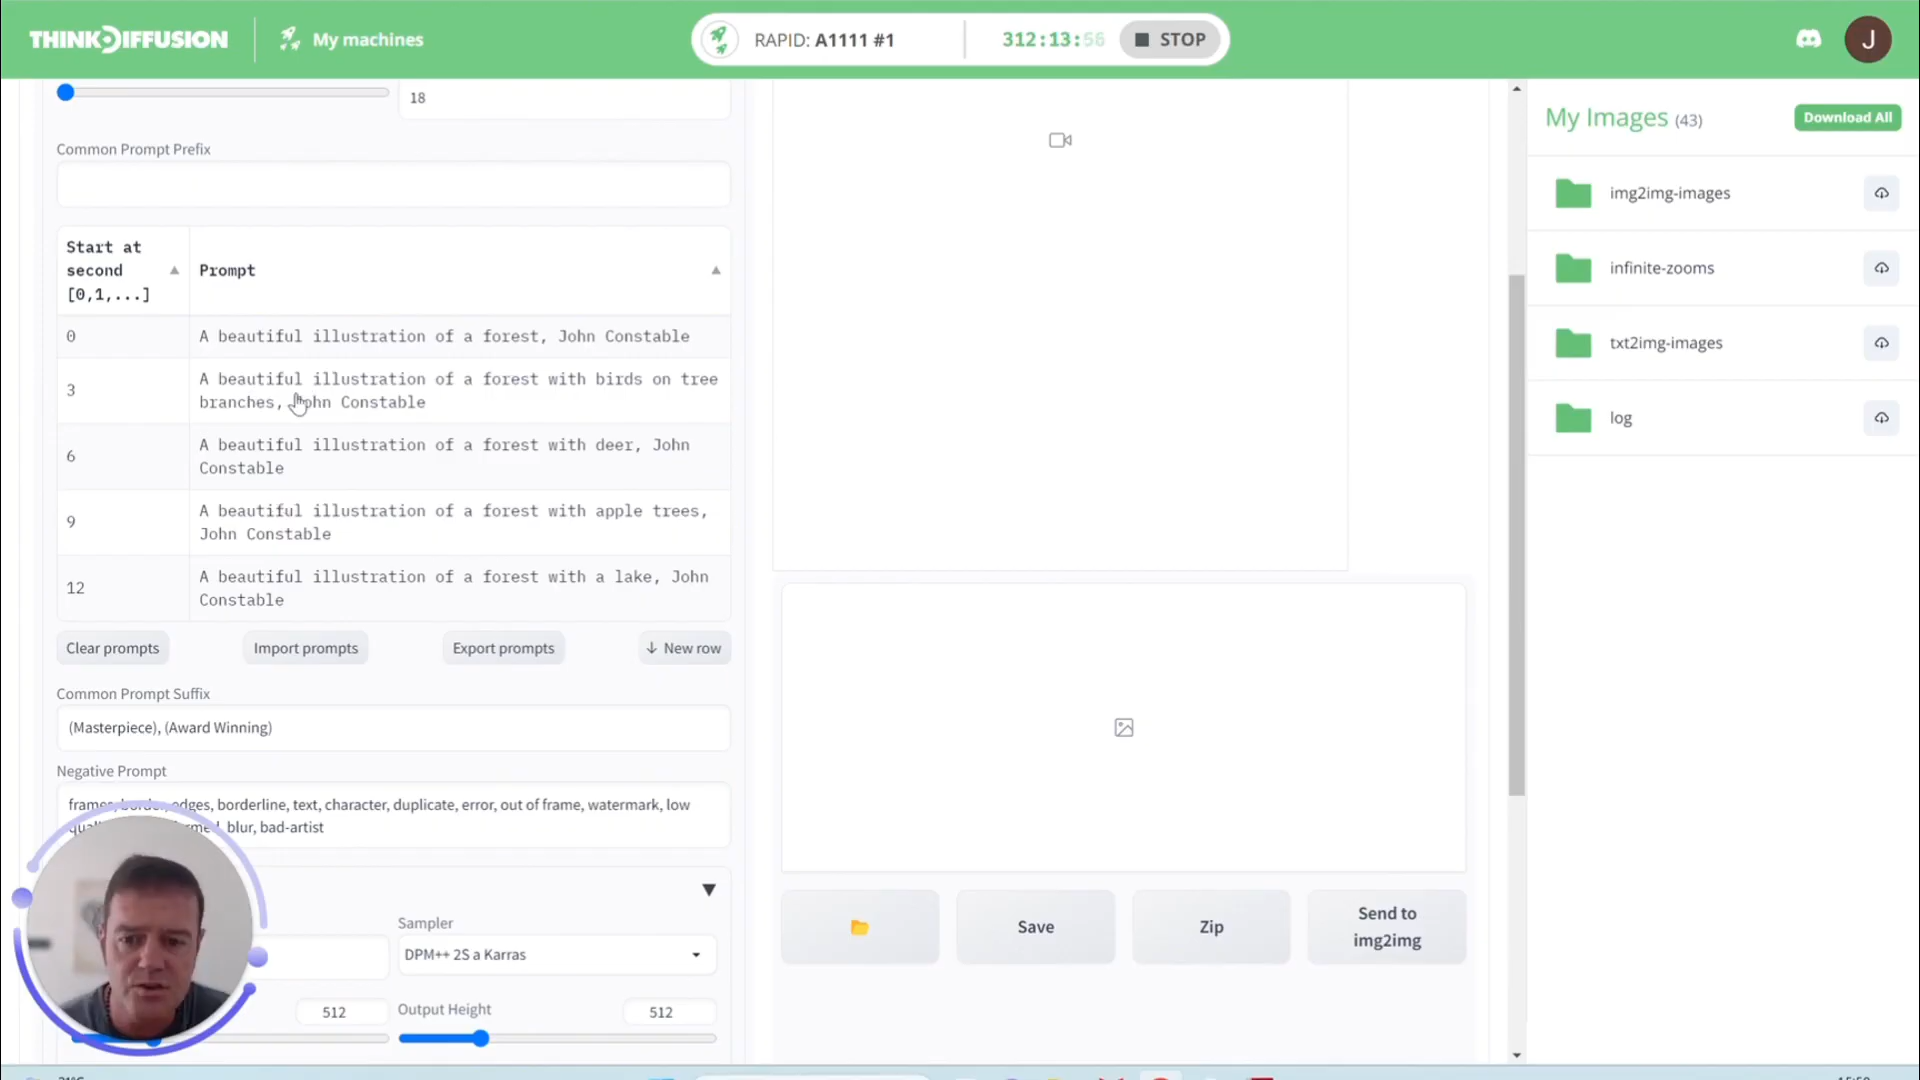 THINKDIFFUSION
My machines
RAPID: A1111 #1
312:13:56
STOP
J
18
Common Prompt Prefix
Start at
second
[0,1,...]
Prompt
0
A beautiful illustration of a forest, John Constable
3
A beautiful illustration of a forest with birds on tree
branches, John Constable
6
A beautiful illustration of a forest with deer, John
Constable
9
A beautiful illustration of a forest with apple trees,
John Constable
12
A beautiful illustration of a forest with a lake, John
Constable
Clear prompts
Import prompts
Export prompts
↓ New row
Common Prompt Suffix
(Masterpiece), (Award Winning)
Negative Prompt
frames, border, edges, borderline, text, character, duplicate, error, out of frame, watermark, low
blur, bad-artist
Sampler
DPM++ 2S a Karras
512
Output Height
512
Save
Zip
Send to
img2img
My Images (43)
Download All
img2img-images
infinite-zooms
txt2img-images
log